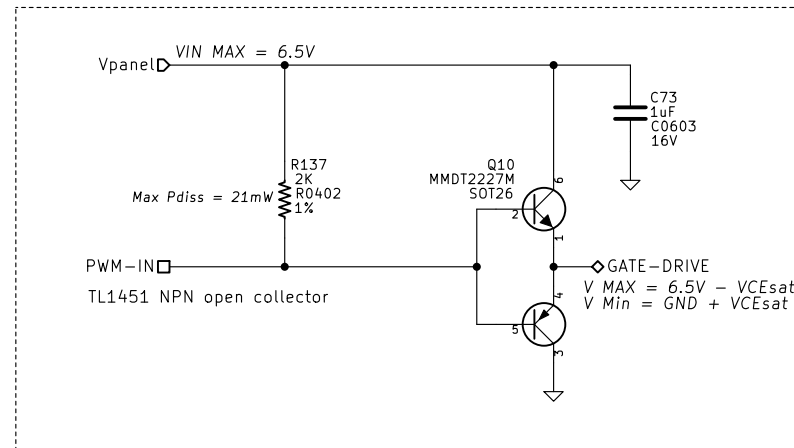 VIN MAX = 6.5V
Vpanel
C73
1uF
C0603
16V
R137
2K
R0402
1%
Max Pdiss = 21mW
Q10
MMDT2227M
SOT26
6
2
1
PWM-IN
GATE-DRIVE
TL1451 NPN open collector
V MAX = 6.5V - VCEsat
V Min = GND + VCEsat
4
5
3